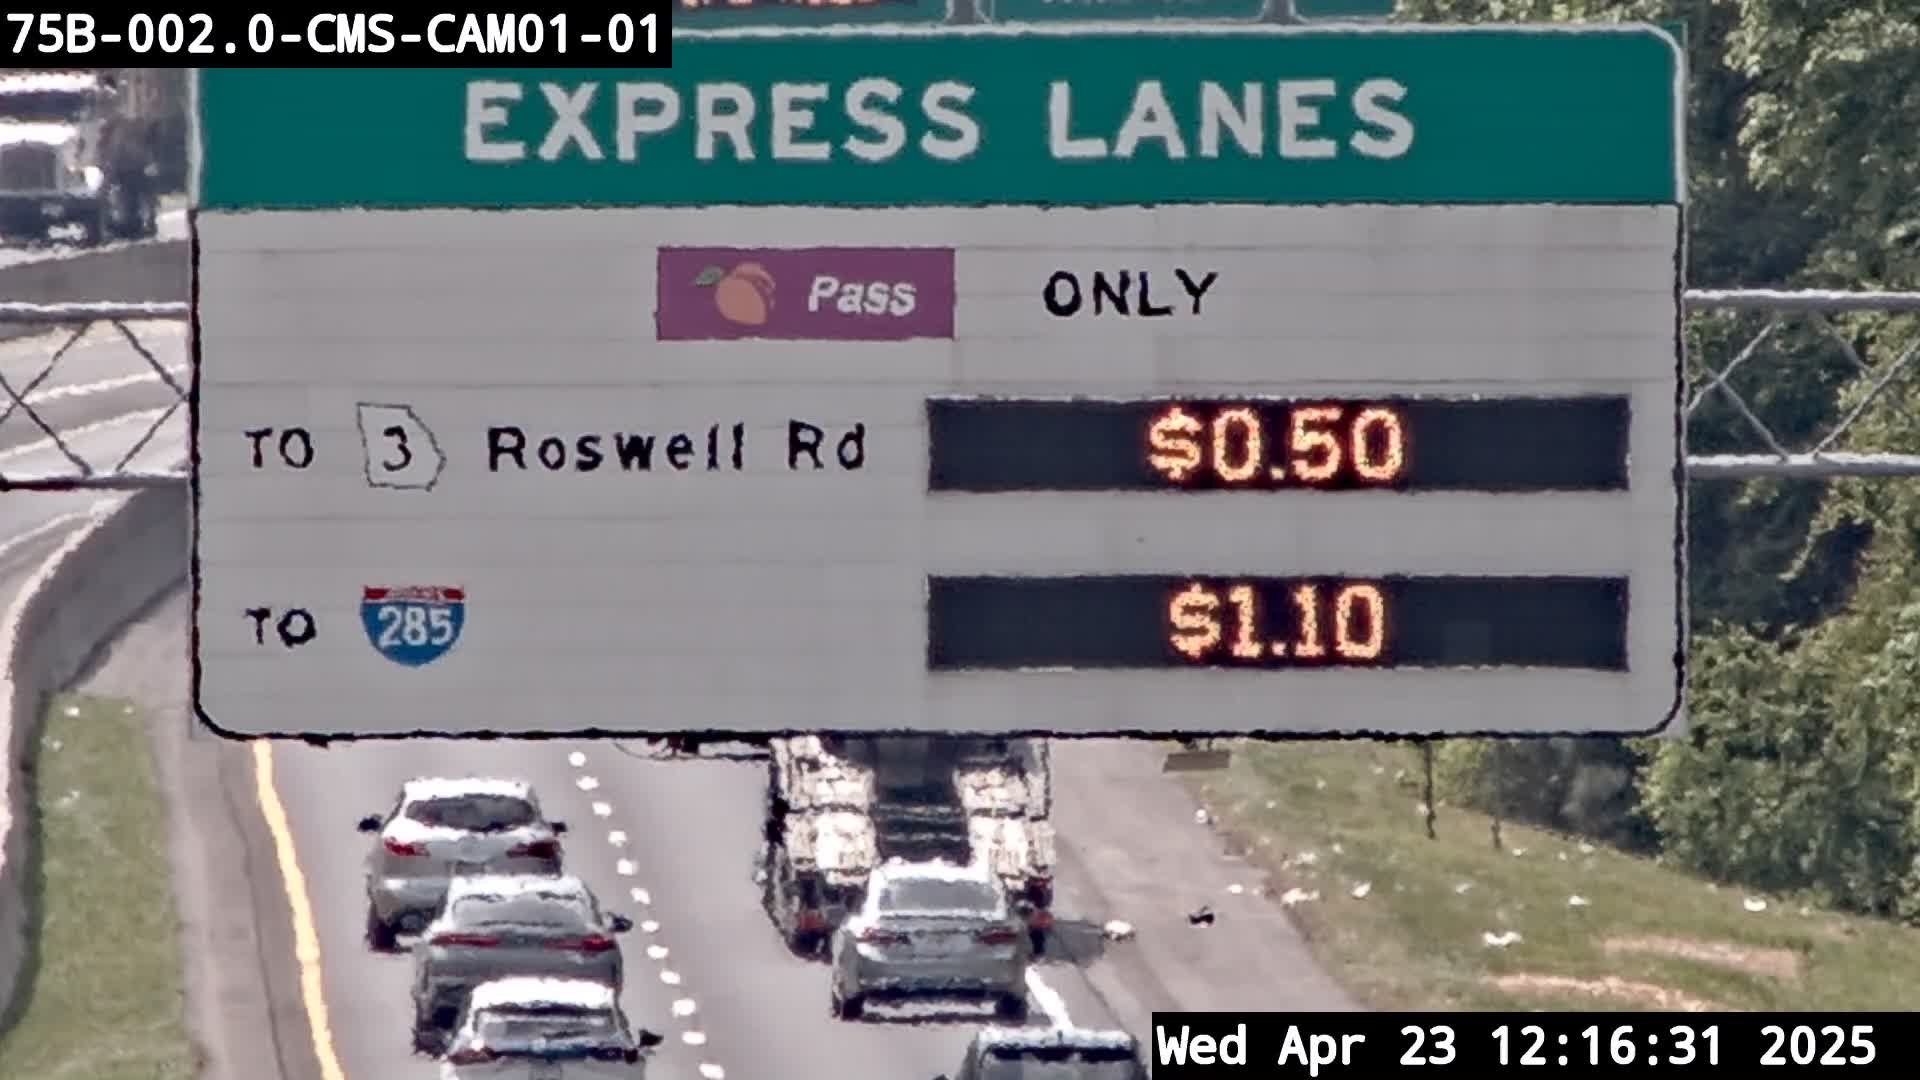 75B-002.0-CMS-CAM01-01
EXPRESS LANES
Pass ONLY
TO 3 Roswell Rd $0.50
TO 285 $1.10
Wed Apr 23 12:16:31 2025